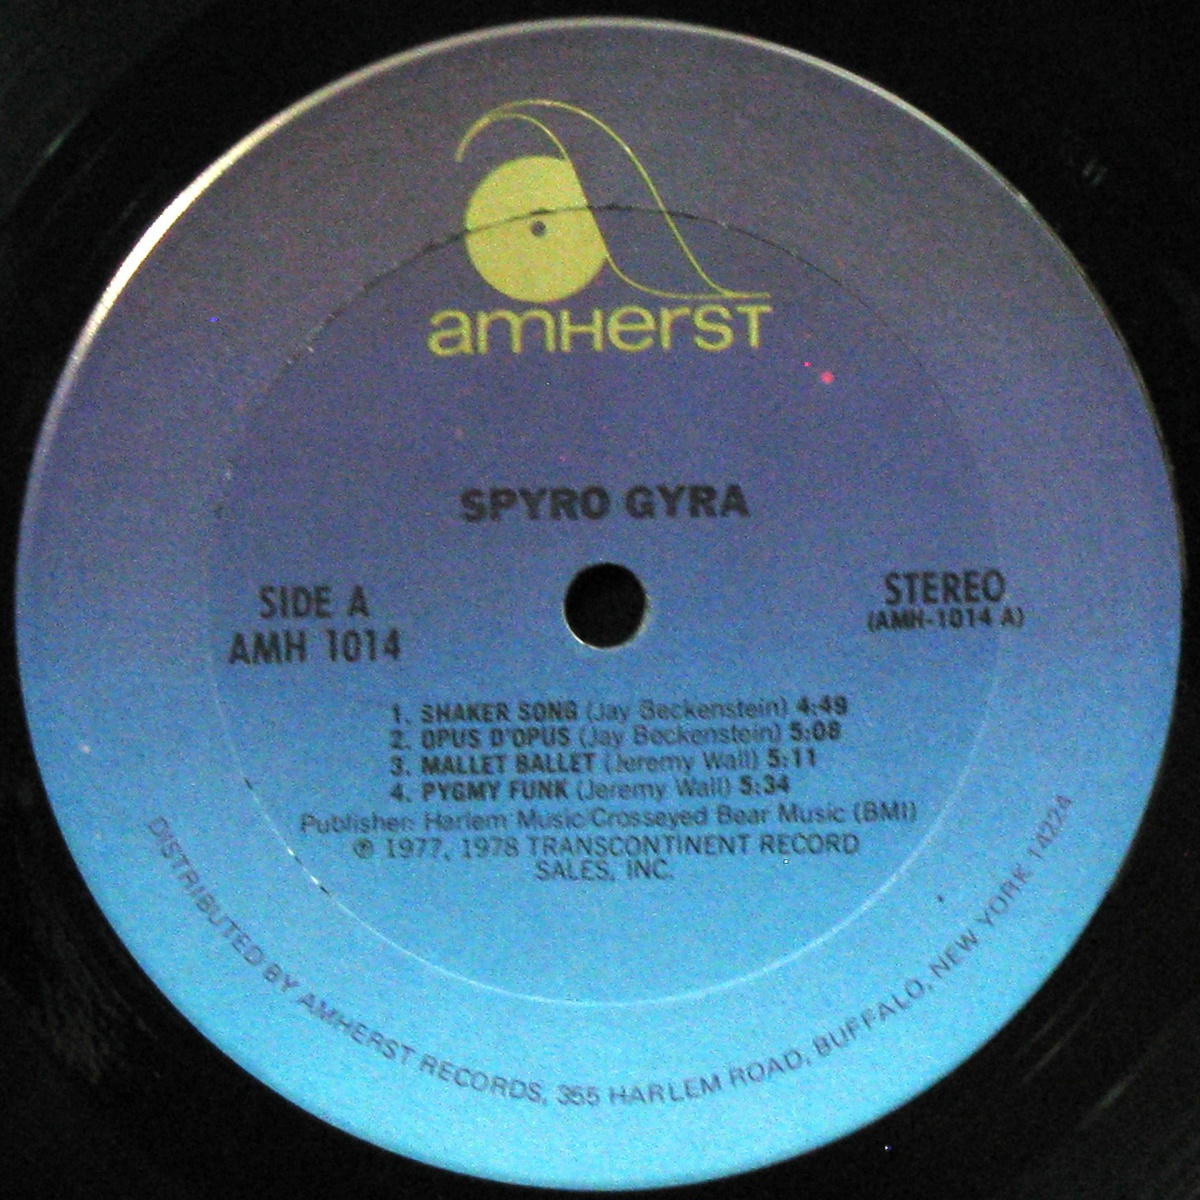 amHerST
SPYRO GYRA
SIDE A
AMH 1014
STEREO
(AMH-1014 A)
1. SHAKER SONG (Jay Beckenstein) 4:49
2. OPUS D'OPUS (Jay Beckenstein) 5:08
3. MALLET BALLET (Jeremy Wall) 5:11
4. PYGMY FUNK (Jeremy Wall) 5:34
Publisher: Harlem Music/Crosseyed Bear Music (BMI)
℗ 1977, 1978 TRANSCONTINENT RECORD
SALES, INC.
DISTRIBUTED BY AMHERST RECORDS, 355 HARLEM ROAD, BUFFALO, NEW YORK 14224